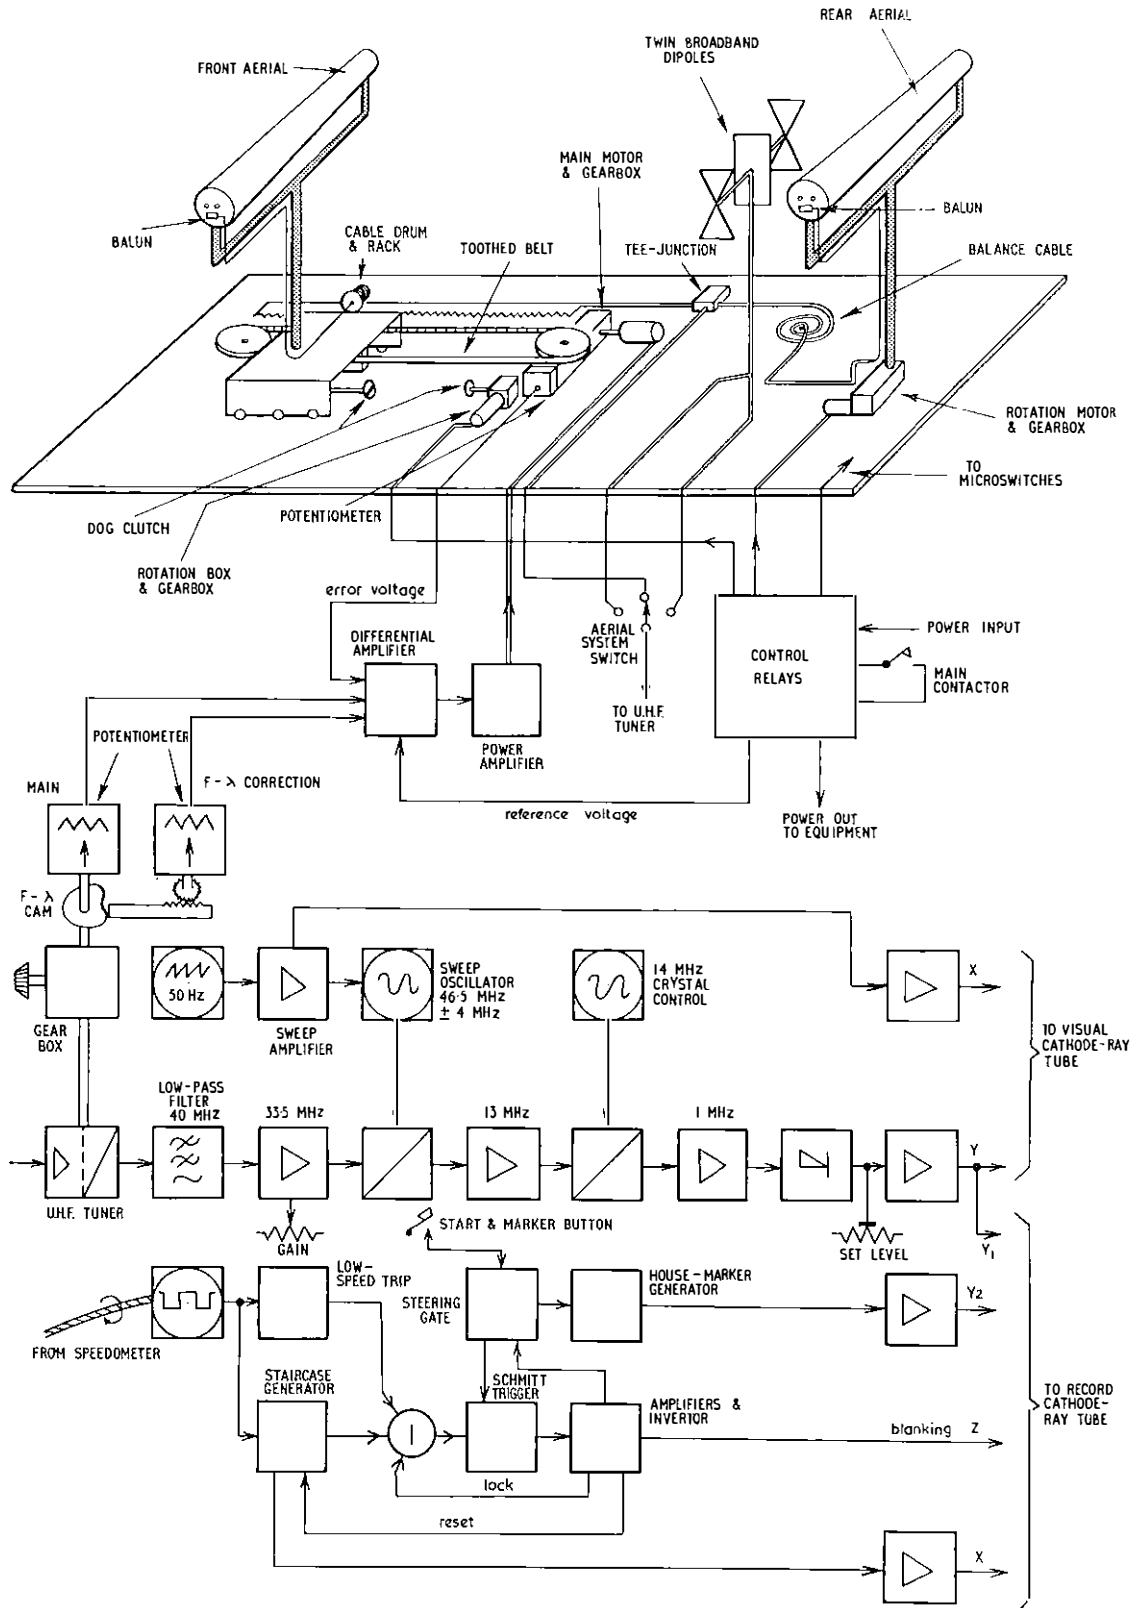 REAR AERIAL
TWIN BROADBAND
DIPOLES
FRONT AERIAL
MAIN MOTOR
& GEARBOX
BALUN
BALUN
CABLE DRUM
& RACK
TOOTHED BELT
TEE-JUNCTION
BALANCE CABLE
ROTATION MOTOR
& GEARBOX
TO
MICROSWITCHES
DOG CLUTCH
POTENTIOMETER
ROTATION BOX
& GEARBOX
error voltage
DIFFERENTIAL
AMPLIFIER
AERIAL
SYSTEM
SWITCH
CONTROL
RELAYS
POWER INPUT
MAIN
CONTACTOR
TO U.H.F.
TUNER
POWER
AMPLIFIER
POTENTIOMETER
MAIN
F-λ CORRECTION
reference voltage
POWER OUT
TO EQUIPMENT
F-λ
CAM
50 Hz
SWEEP
OSCILLATOR
46·5 MHz
± 4 MHz
14 MHz
CRYSTAL
CONTROL
X
GEAR
BOX
SWEEP
AMPLIFIER
TO VISUAL
CATHODE-RAY
TUBE
LOW-PASS
FILTER
40 MHz
33·5 MHz
13 MHz
1 MHz
Y
U.H.F. TUNER
GAIN
START & MARKER BUTTON
SET LEVEL
Y1
LOW-
SPEED TRIP
STEERING
GATE
HOUSE-MARKER
GENERATOR
Y2
FROM SPEEDOMETER
STAIRCASE
GENERATOR
SCHMITT
TRIGGER
AMPLIFIERS &
INVERTOR
TO RECORD
CATHODE-
RAY TUBE
blanking Z
lock
reset
X